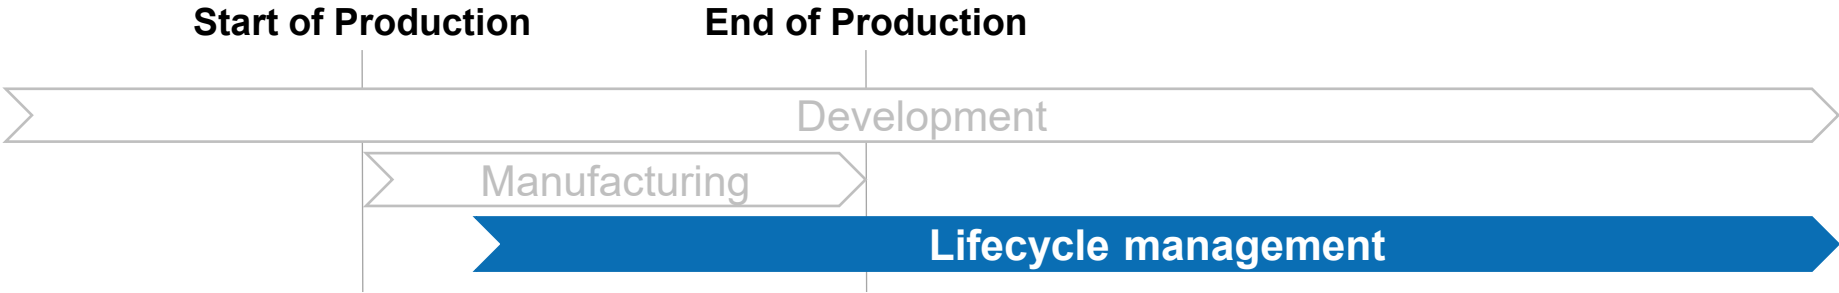 Start of Production
End of Production
Development
Manufacturing
Lifecycle management